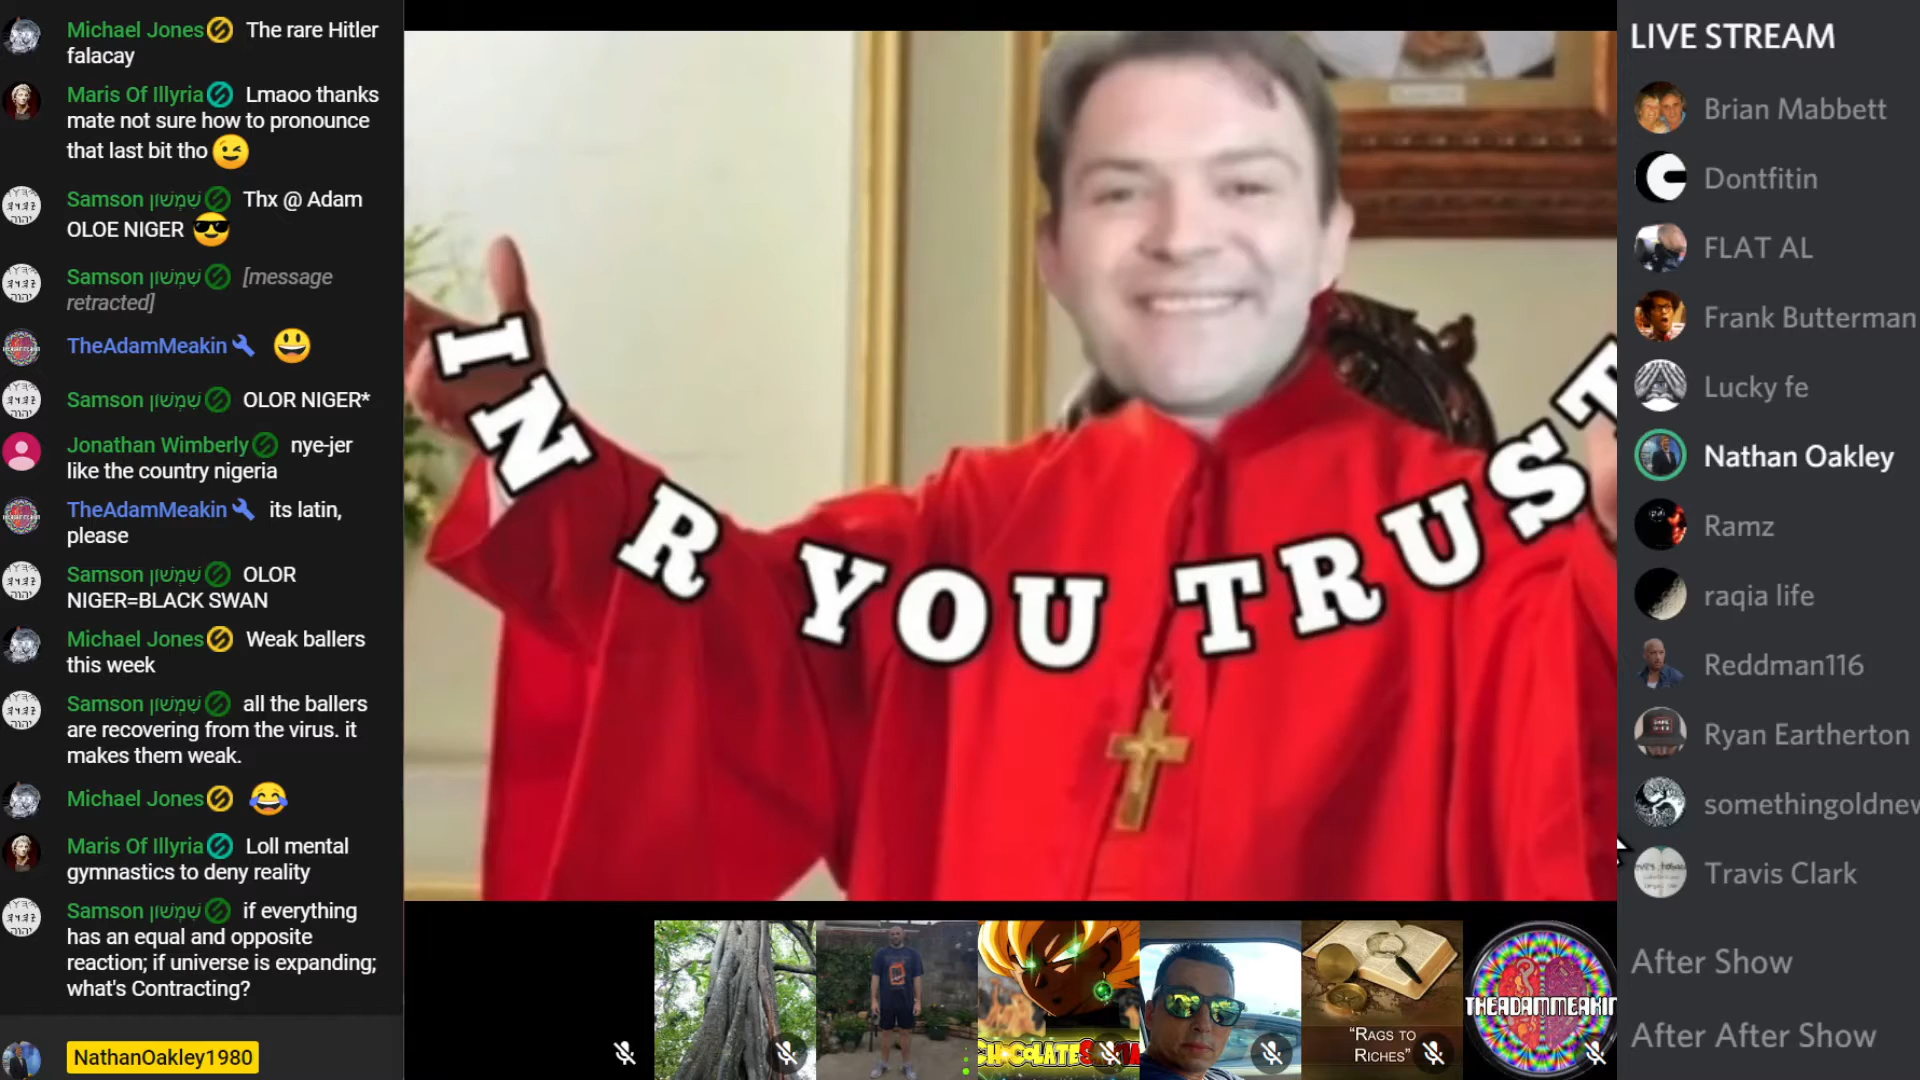 Michael Jones The rare Hitler
falacay
Maris Of Illyria Lmaoo thanks
mate not sure how to pronounce
that last bit tho
Samson שִׁמְשׁוֹן Thx @ Adam
OLOE NIGER
Samson שִׁמְשׁוֹן [message
retracted]
TheAdamMeakin
Samson שִׁמְשׁוֹן OLOR NIGER*
Jonathan Wimberly nye-jer
like the country nigeria
TheAdamMeakin its latin,
please
Samson שִׁמְשׁוֹן OLOR
NIGER=BLACK SWAN
Michael Jones Weak ballers
this week
Samson שִׁמְשׁוֹן all the ballers
are recovering from the virus. it
makes them weak.
Michael Jones
Maris Of Illyria Loll mental
gymnastics to deny reality
Samson שִׁמְשׁוֹן if everything
has an equal and opposite
reaction; if universe is expanding;
what's Contracting?
NathanOakley1980
IN R YOU TRUST
"RAGS TO
RICHES"
THEADAMMEAKIN
LIVE STREAM
Brian Mabbett
Dontfitin
FLAT AL
Frank Butterman
Lucky fe
Nathan Oakley
Ramz
raqia life
Reddman116
Ryan Eartherton
somethingoldnew
Travis Clark
After Show
After After Show